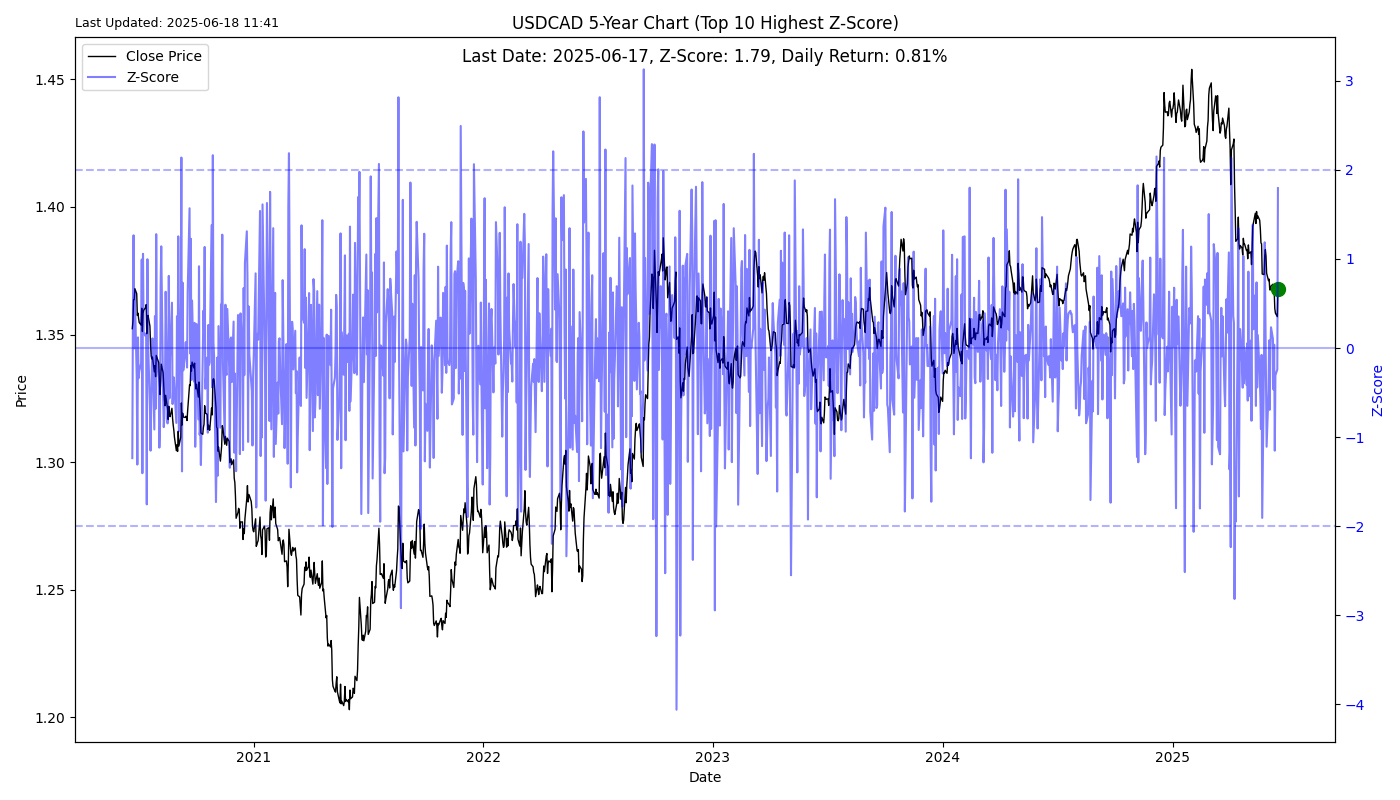 Last Updated: 2025-06-18 11:41
USDCAD 5-Year Chart (Top 10 Highest Z-Score)
Last Date: 2025-06-17, Z-Score: 1.79, Daily Return: 0.81%
Close Price
Z-Score
1.45
1.40
1.35
1.30
1.25
1.20
Price
3
2
1
0
−1
−2
−3
−4
Z-Score
2021
2022
2023
2024
2025
Date